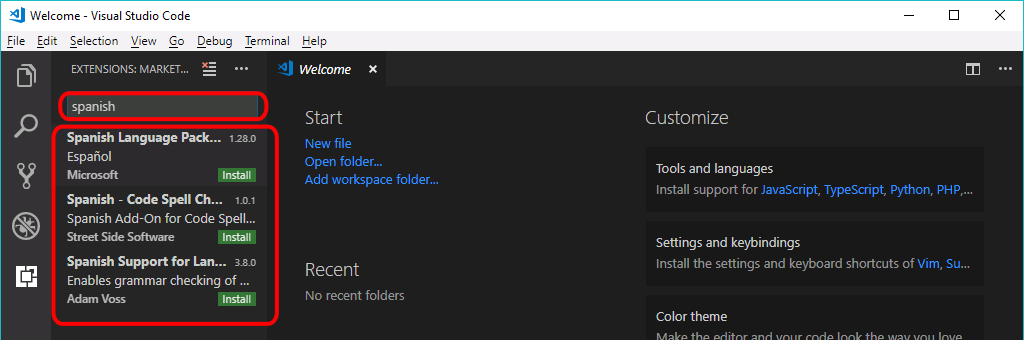 Welcome - Visual Studio Code
File Edit Selection View Go Debug Terminal Help
EXTENSIONS: MARKET...
Welcome
spanish
Spanish Language Pack... 1.28.0
Español
Microsoft Install
Spanish - Code Spell Ch... 1.0.1
Spanish Add-On for Code Spell...
Street Side Software Install
Spanish Support for Lan... 3.8.0
Enables grammar checking of ...
Adam Voss Install
Start
New file
Open folder...
Add workspace folder...
Recent
No recent folders
Customize
Tools and languages
Install support for JavaScript, TypeScript, Python, PHP,...
Settings and keybindings
Install the settings and keyboard shortcuts of Vim, Su...
Color theme
Make the editor and your code look the way you love